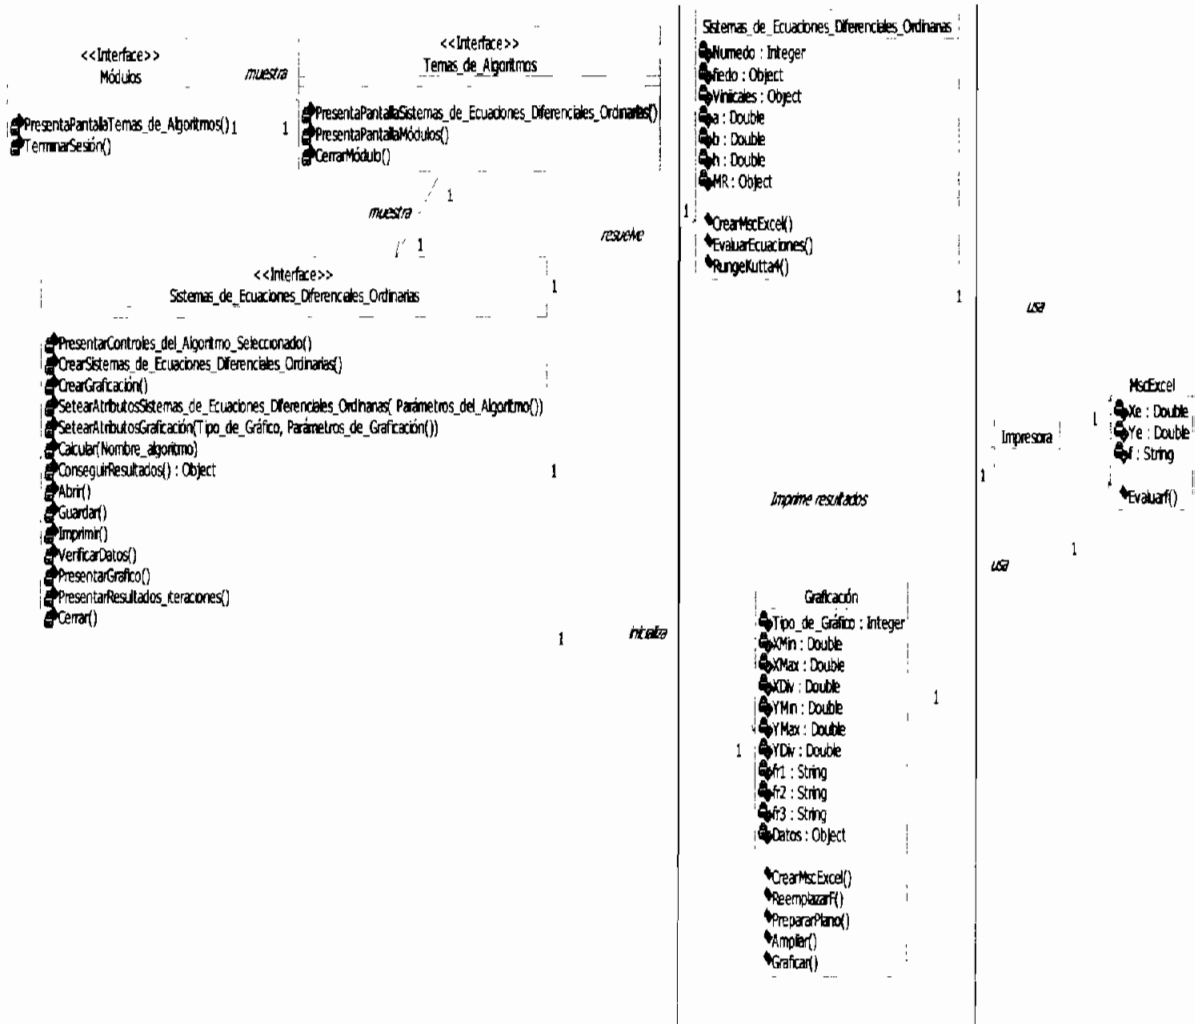 <<Interface>>
Módulos
PresentaPantallaTemas_de_Algoritmos()
TerminarSesión()
muestra
1
1
<<Interface>>
Temas_de_Algoritmos
PresentaPantallaSistemas_de_Ecuaciones_Diferenciales_Ordinarias()
PresentaPantallaMódulos()
CerrarMódulo()
muestra
1
1
<<Interface>>
Sistemas_de_Ecuaciones_Diferenciales_Ordinarias
PresentarControles_del_Algoritmo_Seleccionado()
CrearSistemas_de_Ecuaciones_Diferenciales_Ordinarias()
CrearGraficación()
SetearAtributosSistemas_de_Ecuaciones_Diferenciales_Ordinarias( Parámetros_del_Algoritmo())
SetearAtributosGraficación(Tipo_de_Gráfico, Parámetros_de_Graficación())
Calcular(Nombre_algoritmo)
ConseguirResultados() : Object
Abrir()
Guardar()
Imprimir()
VerificarDatos()
PresentarGrafico()
PresentarResultados_iteraciones()
Cerrar()
1
resuelve
1
Sistemas_de_Ecuaciones_Diferenciales_Ordinarias
Numedo : Integer
fiedo : Object
Vinicales : Object
a : Double
b : Double
h : Double
MR : Object
CrearMscExcel()
EvaluarEcuaciones()
RungeKutta4()
1
usa
1
MscExcel
Xe : Double
Ye : Double
f : String
Evaluarf()
1
Imprime resultados
1
Impresora
1
usa
1
1
inicializa
1
Graficación
Tipo_de_Gráfico : Integer
XMin : Double
XMax : Double
XDiv : Double
YMin : Double
YMax : Double
YDiv : Double
fr1 : String
fr2 : String
fr3 : String
Datos : Object
CrearMscExcel()
ReemplazarF()
PrepararPlano()
Ampliar()
Graficar()